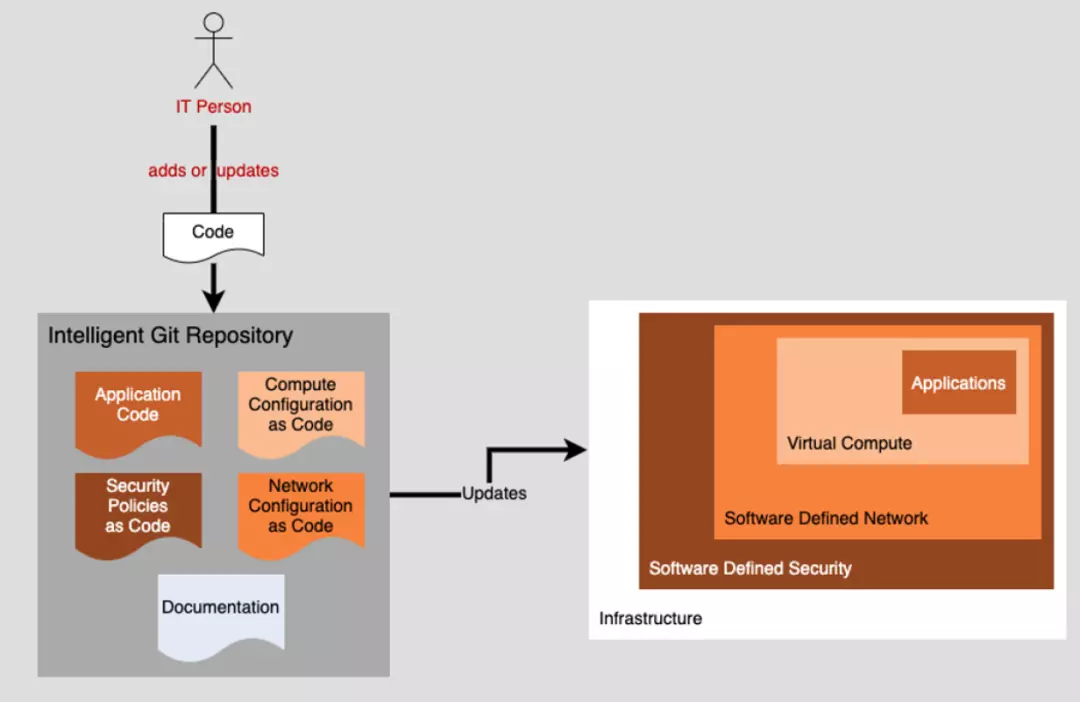 IT Person
adds or updates
Code
Intelligent Git Repository
Application
Code
Compute
Configuration
as Code
Security
Policies
as Code
Network
Configuration
as Code
Documentation
Updates
Applications
Virtual Compute
Software Defined Network
Software Defined Security
Infrastructure